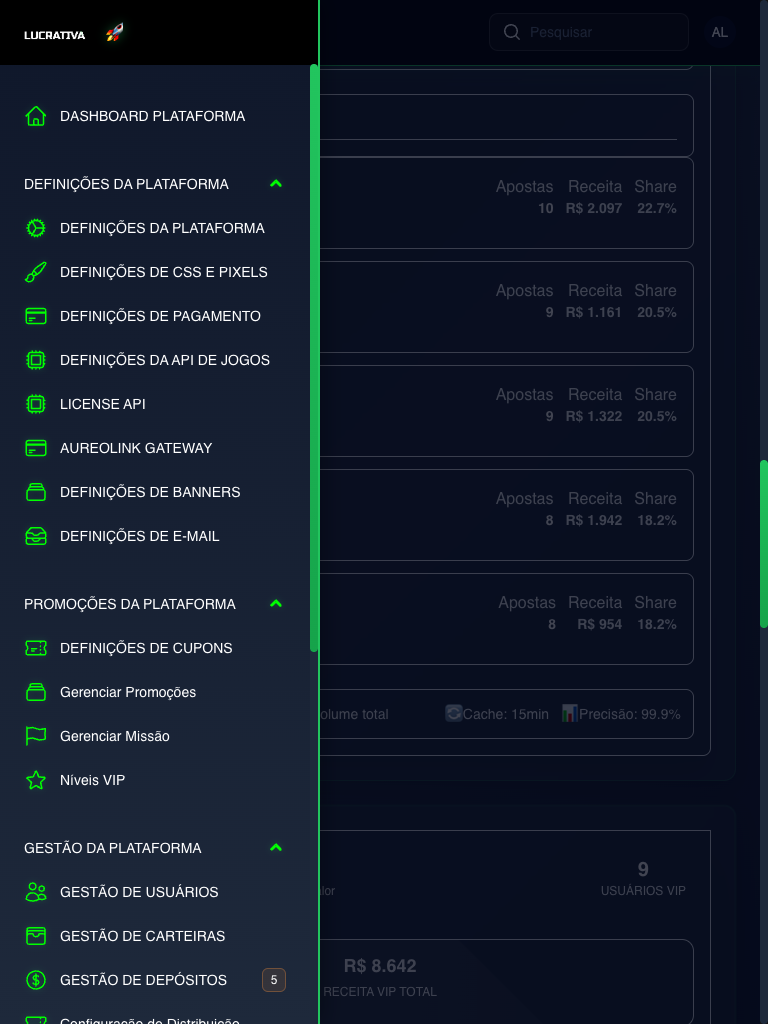 LUCRATIVA
Pesquisar
AL
DASHBOARD PLATAFORMA
DEFINIÇÕES DA PLATAFORMA
DEFINIÇÕES DA PLATAFORMA
DEFINIÇÕES DE CSS E PIXELS
DEFINIÇÕES DE PAGAMENTO
DEFINIÇÕES DA API DE JOGOS
LICENSE API
AUREOLINK GATEWAY
DEFINIÇÕES DE BANNERS
DEFINIÇÕES DE E-MAIL
PROMOÇÕES DA PLATAFORMA
DEFINIÇÕES DE CUPONS
Gerenciar Promoções
Gerenciar Missão
Níveis VIP
GESTÃO DA PLATAFORMA
GESTÃO DE USUÁRIOS
GESTÃO DE CARTEIRAS
GESTÃO DE DEPÓSITOS 5
Configuração de Distribuição
Apostas Receita Share
10 R$ 2.097 22.7%
Apostas Receita Share
9 R$ 1.161 20.5%
Apostas Receita Share
9 R$ 1.322 20.5%
Apostas Receita Share
8 R$ 1.942 18.2%
Apostas Receita Share
8 R$ 954 18.2%
olume total Cache: 15min Precisão: 99.9%
9
USUÁRIOS VIP
R$ 8.642
RECEITA VIP TOTAL